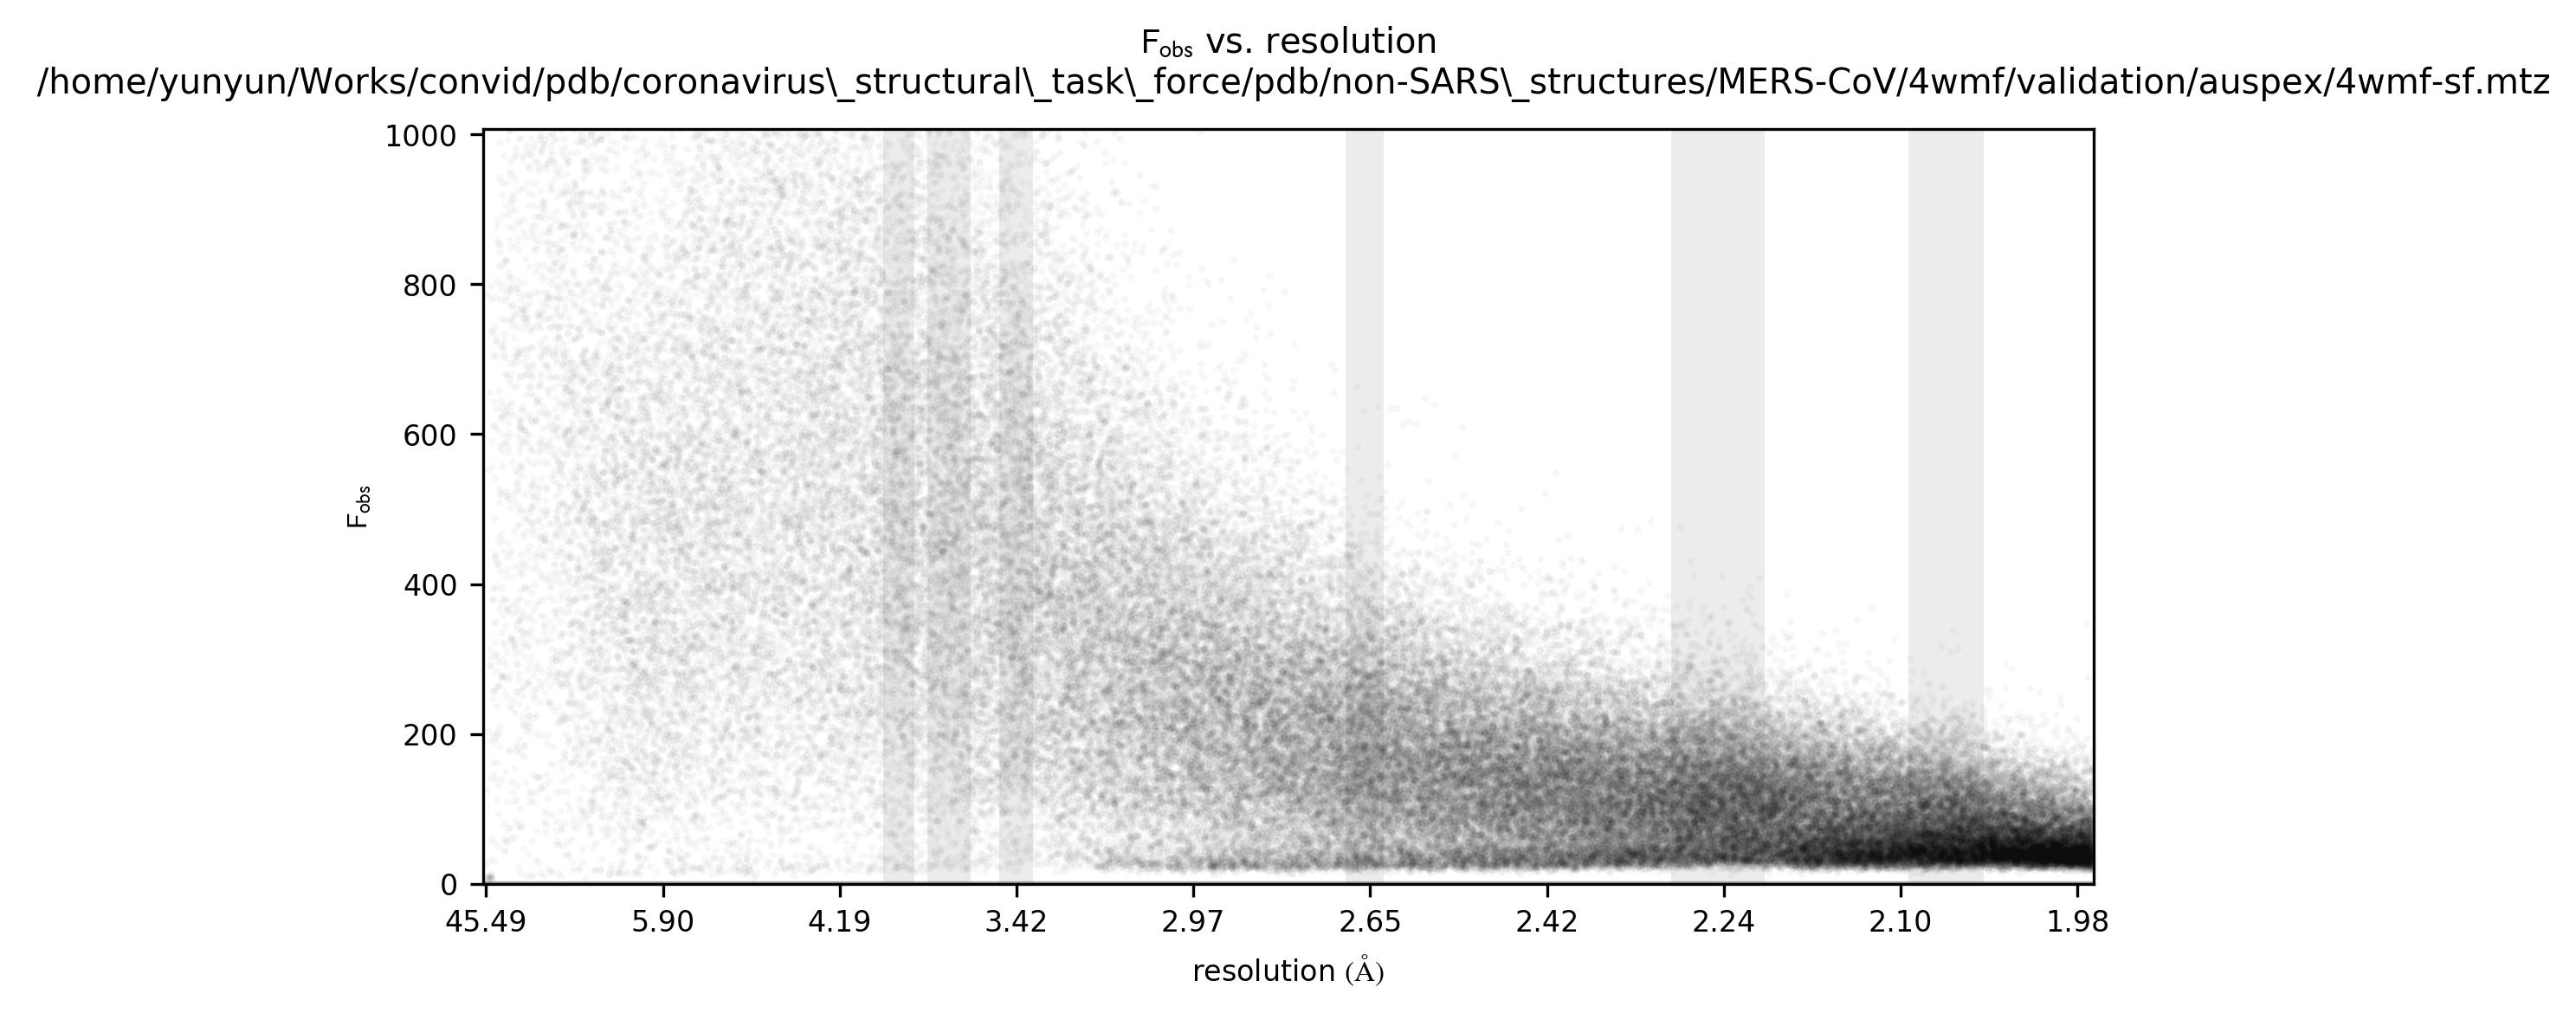 F_obs vs. resolution
/home/yunyun/Works/convid/pdb/coronavirus\_structural\_task\_force/pdb/non-SARS\_structures/MERS-CoV/4wmf/validation/auspex/4wmf-sf.mtz
1000
800
600
400
200
0
F_obs
45.49 5.90 4.19 3.42 2.97 2.65 2.42 2.24 2.10 1.98
resolution (Å)